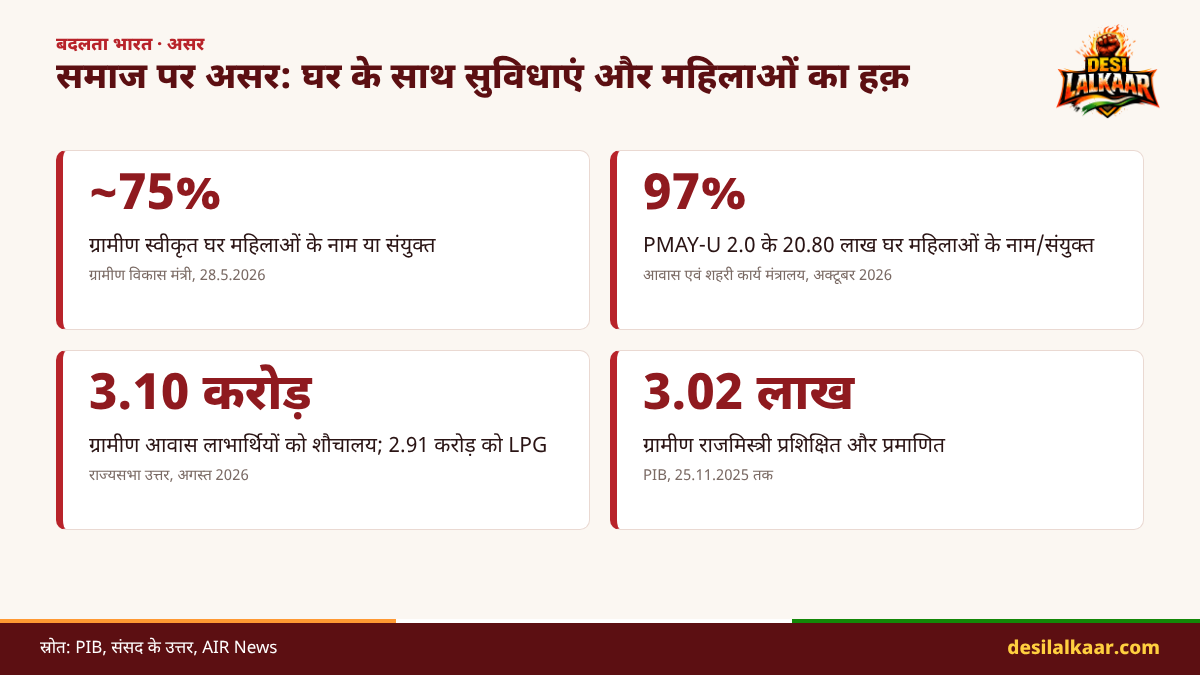 बदलता भारत · असर
समाज पर असर: घर के साथ सुविधाएं और महिलाओं का हक़
DESI
LALKAAR
~75%
ग्रामीण स्वीकृत घर महिलाओं के नाम या संयुक्त
ग्रामीण विकास मंत्री, 28.5.2026
97%
PMAY-U 2.0 के 20.80 लाख घर महिलाओं के नाम/संयुक्त
आवास एवं शहरी कार्य मंत्रालय, अक्टूबर 2026
3.10 करोड़
ग्रामीण आवास लाभार्थियों को शौचालय; 2.91 करोड़ को LPG
राज्यसभा उत्तर, अगस्त 2026
3.02 लाख
ग्रामीण राजमिस्त्री प्रशिक्षित और प्रमाणित
PIB, 25.11.2025 तक
स्रोत: PIB, संसद के उत्तर, AIR News
desilalkaar.com